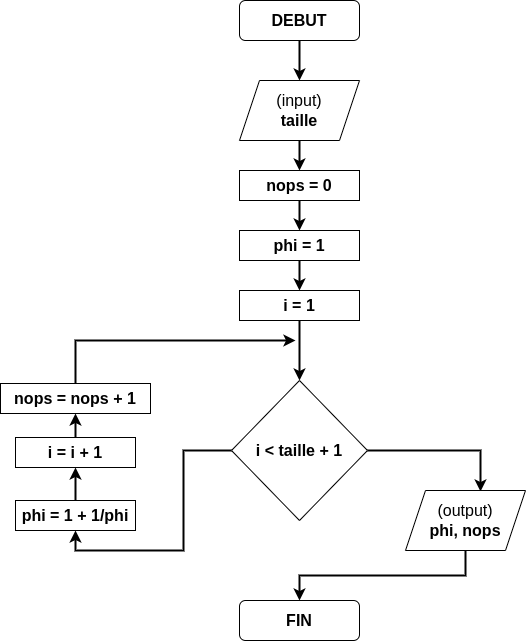 DEBUT
(input)
taille
nops = 0
phi = 1
i = 1
i < taille + 1
phi = 1 + 1/phi
i = i + 1
nops = nops + 1
(output)
phi, nops
FIN